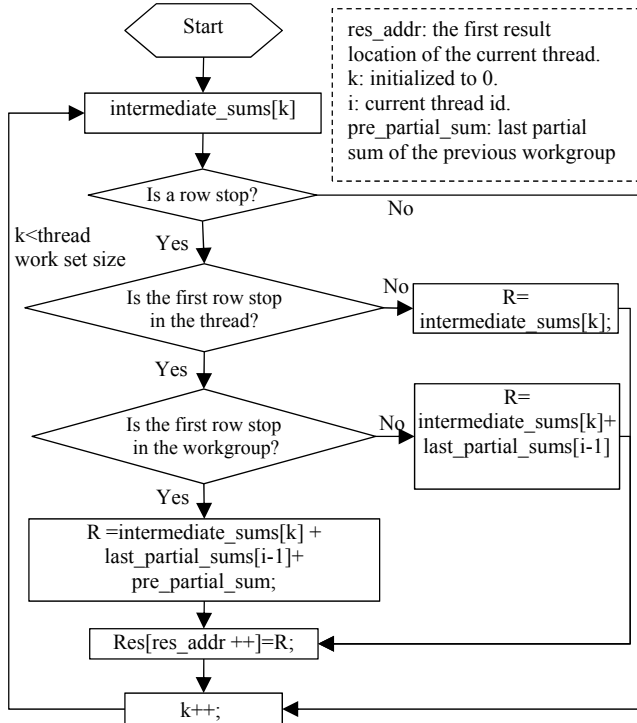 Start
res_addr: the first result
location of the current thread.
k: initialized to 0.
i: current thread id.
pre_partial_sum: last partial
sum of the previous workgroup
intermediate_sums[k]
Is a row stop?
No
Yes
k<thread
work set size
Is the first row stop
in the thread?
No
R=
intermediate_sums[k];
Yes
Is the first row stop
in the workgroup?
No
R=
intermediate_sums[k]+
last_partial_sums[i-1]
Yes
R =intermediate_sums[k] +
last_partial_sums[i-1]+
pre_partial_sum;
Res[res_addr ++]=R;
k++;